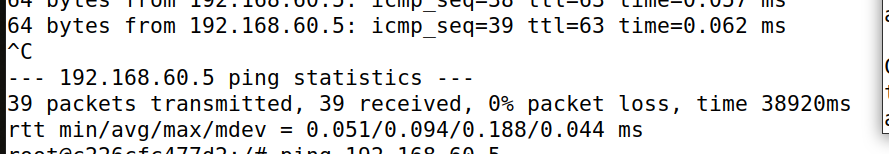 64 bytes from 192.168.60.5: icmp_seq=38 ttl=63 time=0.057 ms
64 bytes from 192.168.60.5: icmp_seq=39 ttl=63 time=0.062 ms
^C
--- 192.168.60.5 ping statistics ---
39 packets transmitted, 39 received, 0% packet loss, time 38920ms
rtt min/avg/max/mdev = 0.051/0.094/0.188/0.044 ms
ping 192.168.60.5